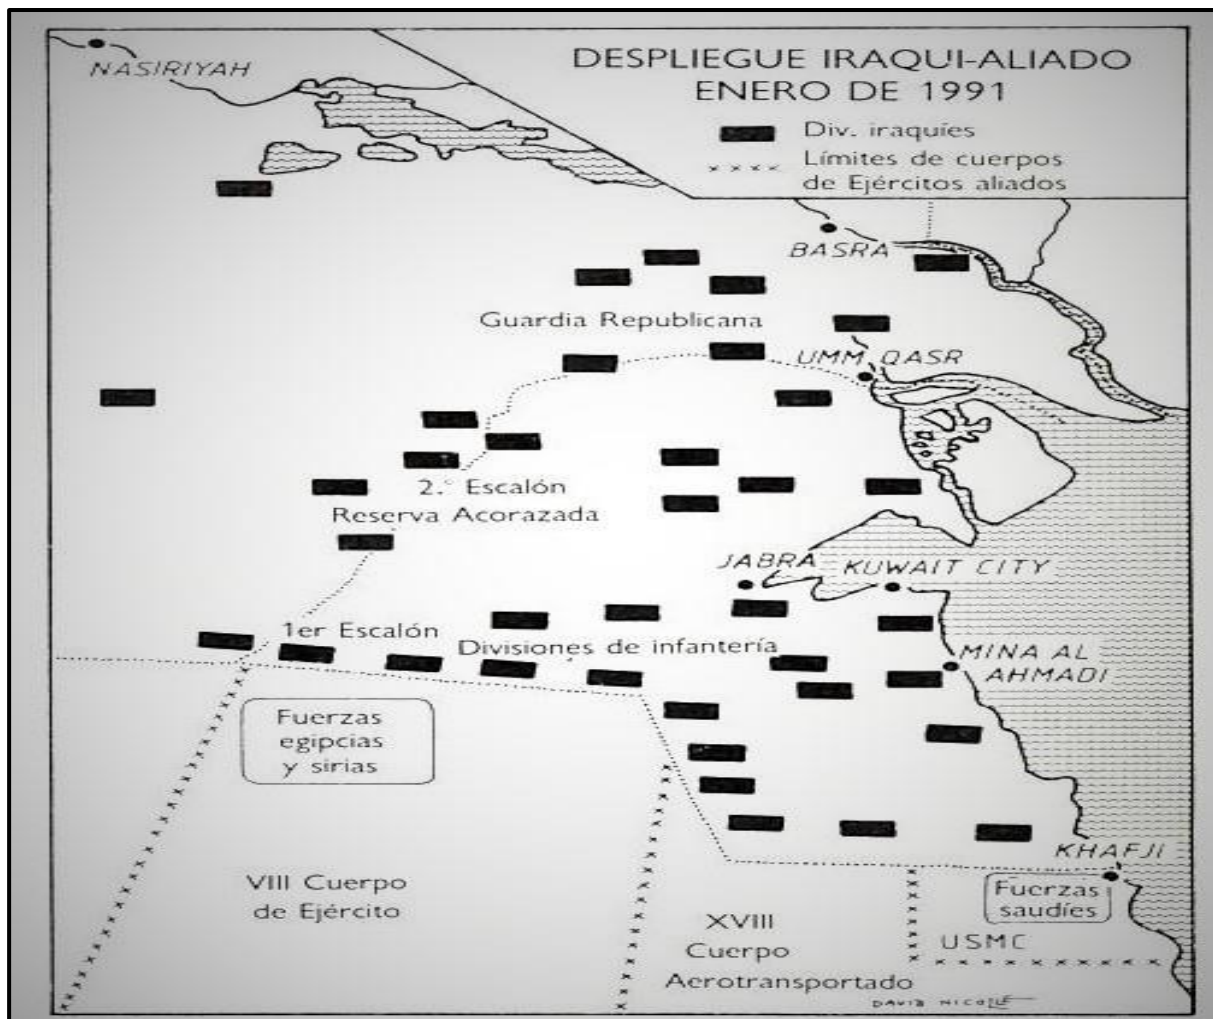 DESPLIEGUE IRAQUI-ALIADO
ENERO DE 1991
Div. iraquíes
Límites de cuerpos
de Ejércitos aliados
NASIRIYAH
BASRA
Guardia Republicana
UMM QASR
2.° Escalón
Reserva Acorazada
JABRA
KUWAIT CITY
1er Escalón
Divisiones de infantería
MINA AL
AHMADI
Fuerzas
egipcias
y sirias
KHAFJI
VIII Cuerpo
de Ejército
Fuerzas
saudíes
XVIII
Cuerpo
Aerotransportado
USMC
DAVID NICOLLE